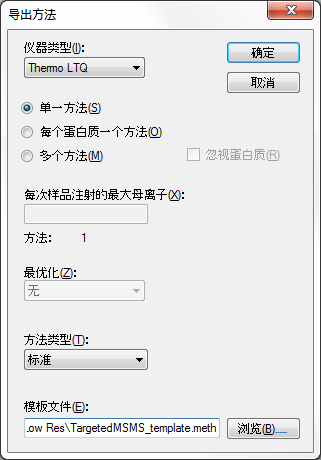 导出方法
仪器类型(I):
Thermo LTQ
确定
取消
单一方法(S)
每个蛋白质一个方法(O)
多个方法(M)
忽视蛋白质(R)
每次样品注射的最大母离子(X):
方法: 1
最优化(Z):
无
方法类型(T):
标准
模板文件(E):
.ow Res\TargetedMSMS_template.meth
浏览(B)......